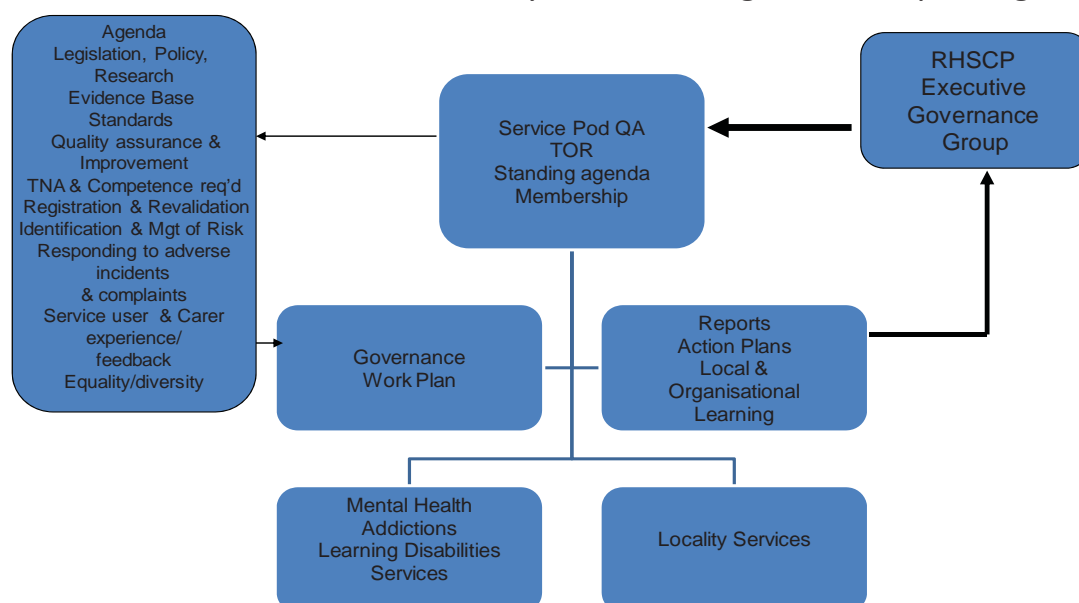 Agenda
Legislation, Policy,
Research
Evidence Base
Standards
Quality assurance &
Improvement
TNA & Competence req'd
Registration & Revalidation
Identification & Mgt of Risk
Responding to adverse
incidents
& complaints
Service user & Carer
experience/
feedback
Equality/diversity
Service Pod QA
TOR
Standing agenda
Membership
RHSCP
Executive
Governance
Group
Governance
Work Plan
Reports
Action Plans
Local &
Organisational
Learning
Mental Health
Addictions
Learning Disabilities
Services
Locality Services